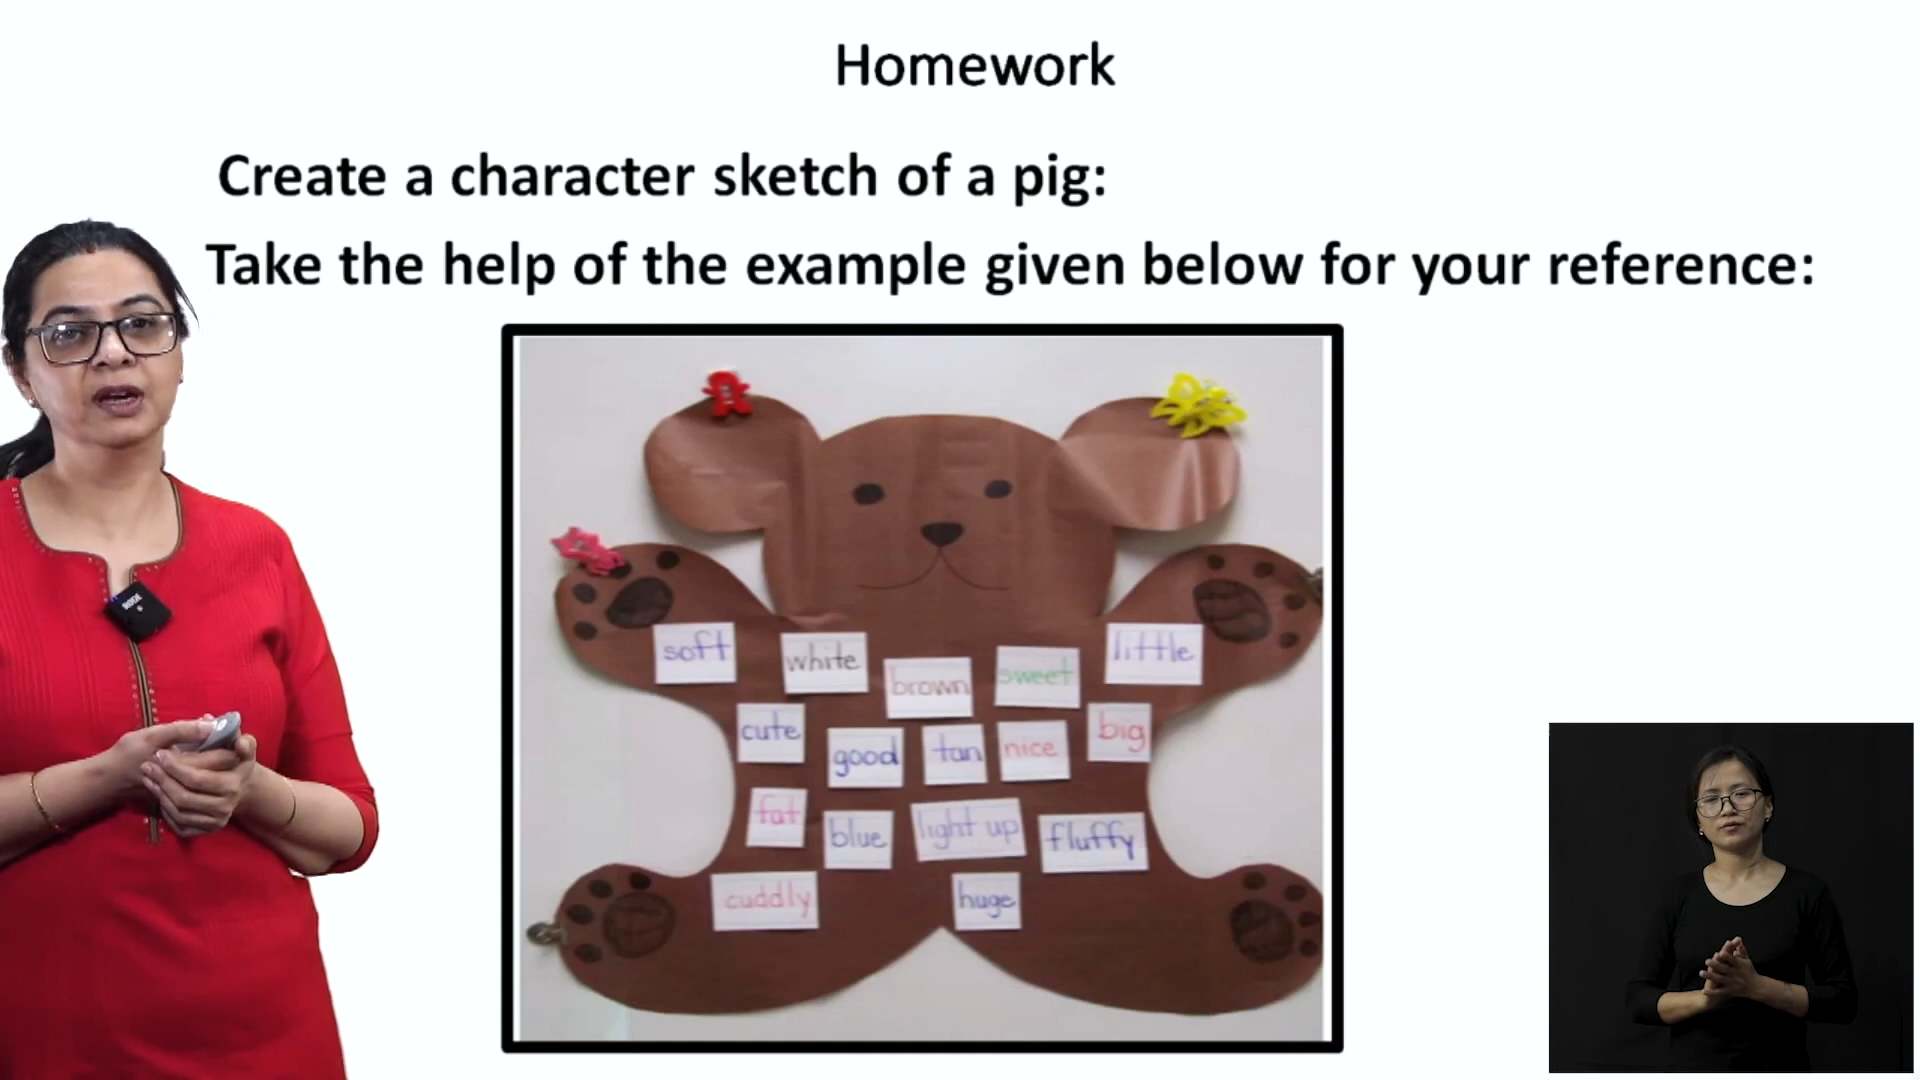 Homework
Create a character sketch of a pig:
Take the help of the example given below for your reference:
soft white brown sweet little
cute good tan nice big
fat blue light up fluffy
cuddly huge